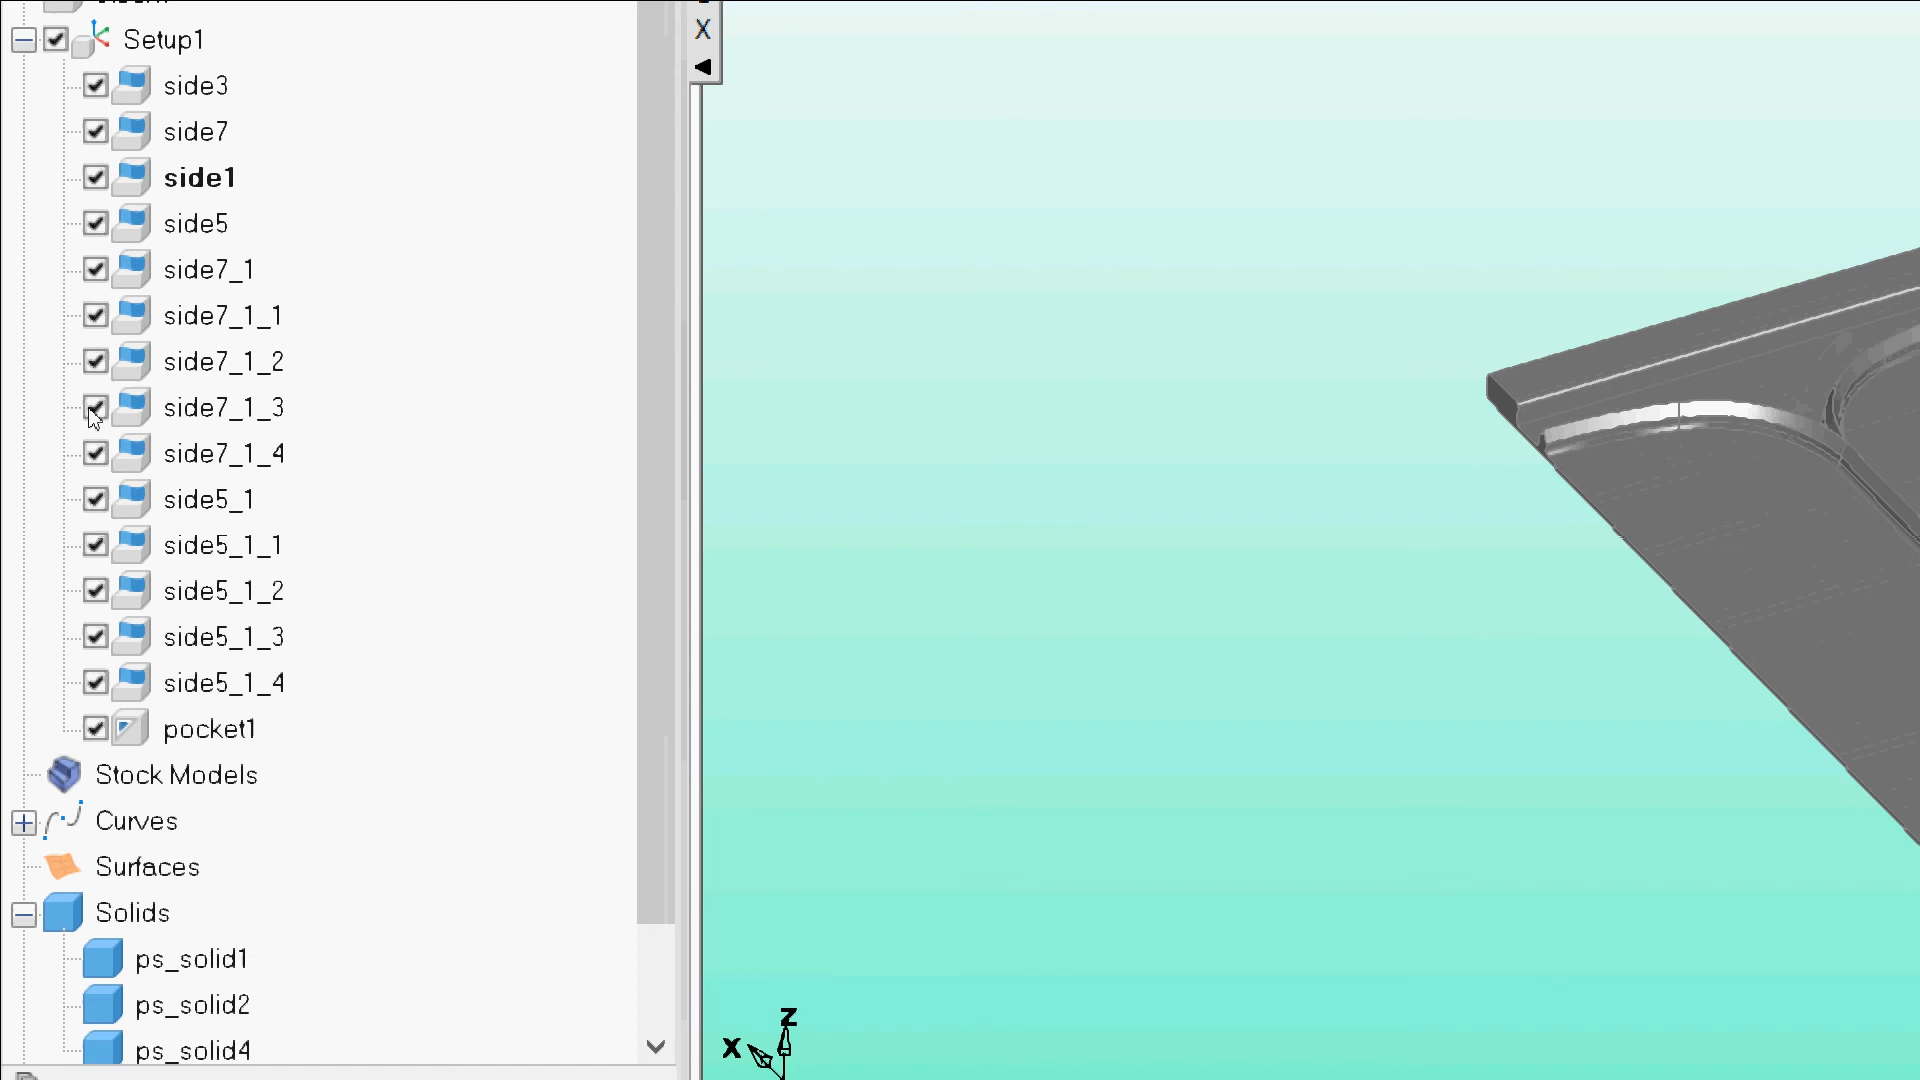 Setup1
side3
side7
side1
side5
side7_1
side7_1_1
side7_1_2
side7_1_3
side7_1_4
side5_1
side5_1_1
side5_1_2
side5_1_3
side5_1_4
pocket1
Stock Models
Curves
Surfaces
Solids
ps_solid1
ps_solid2
ps_solid4
X
Z
X